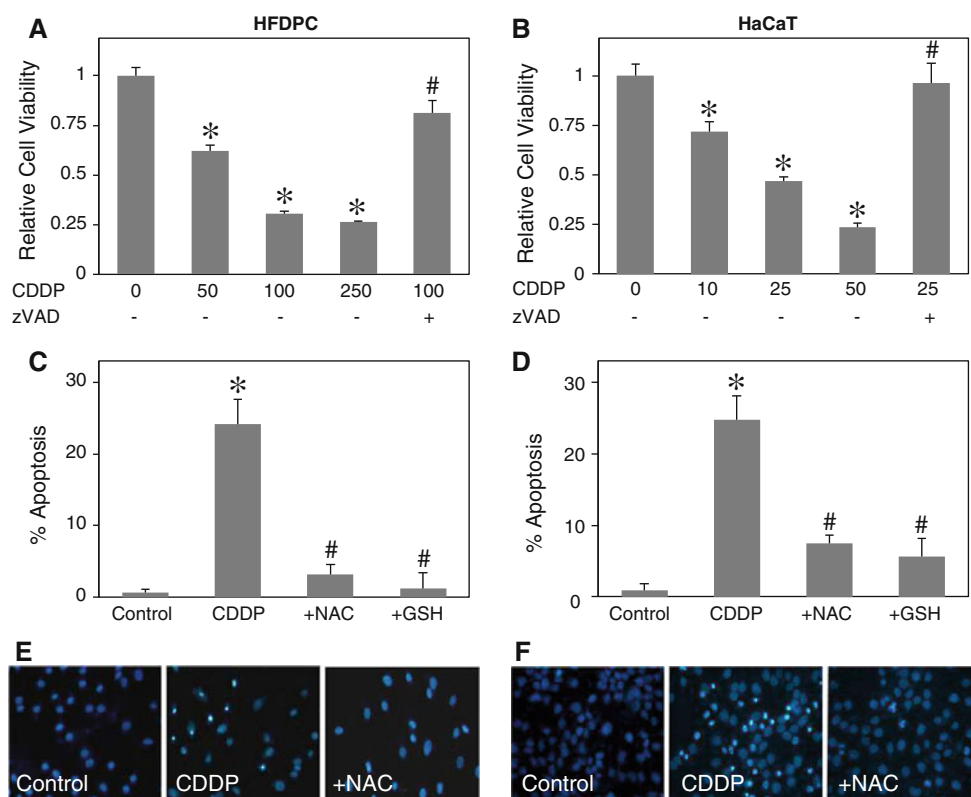 A
HFDPC
Relative Cell Viability
1
0.75
0.5
0.25
0
* * * #
CDDP 0 50 100 250 100
zVAD - - - - +
B
HaCaT
Relative Cell Viability
1
0.75
0.5
0.25
0
* * * #
CDDP 0 10 25 50 25
zVAD - - - - +
C
% Apoptosis
30
20
10
0
* # #
Control CDDP +NAC +GSH
D
% Apoptosis
30
20
10
0
* # #
Control CDDP +NAC +GSH
E
Control CDDP +NAC
F
Control CDDP +NAC